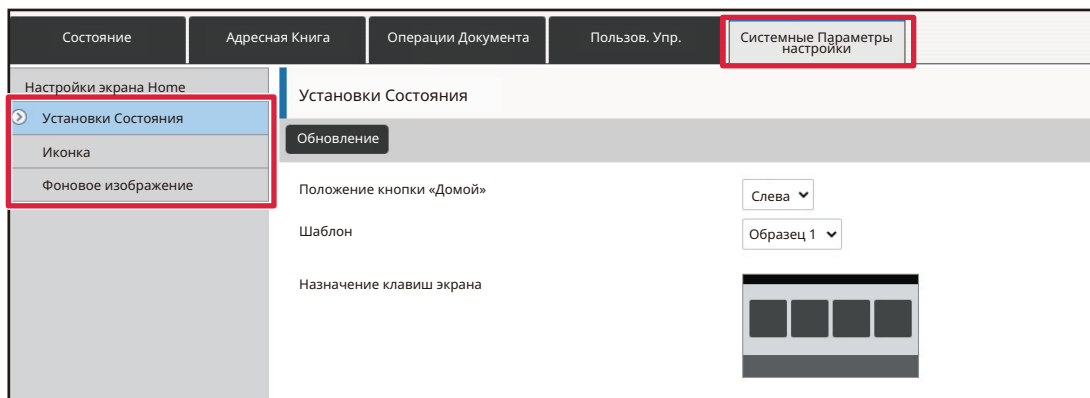 Состояние
Адресная Книга
Операции Документа
Пользов. Упр.
Системные Параметры
настройки
Настройки экрана Home
Установки Состояния
Иконка
Фоновое изображение
Установки Состояния
Обновление
Положение кнопки «Домой»
Слева
Шаблон
Образец 1
Назначение клавиш экрана